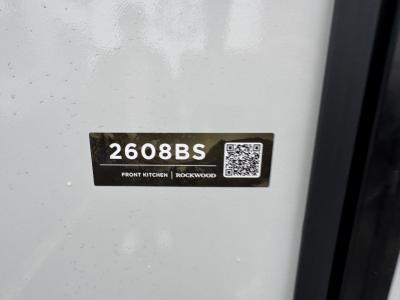 2608BS
FRONT KITCHEN | ROCKWOOD